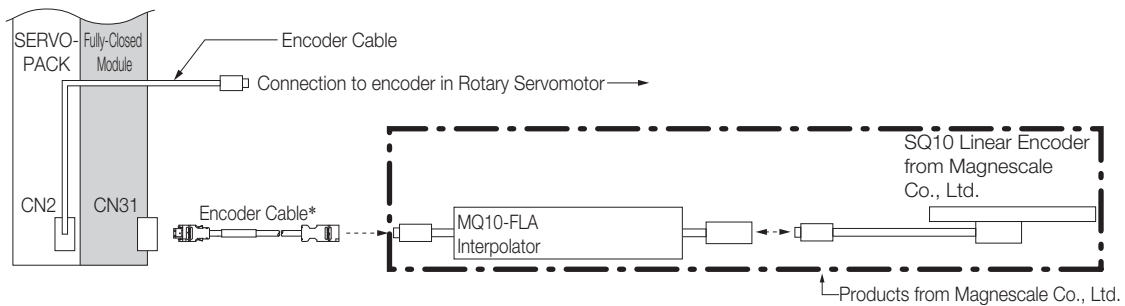 SERVO-
PACK
Fully-Closed
Module
Encoder Cable
Connection to encoder in Rotary Servomotor
SQ10 Linear Encoder
from Magnescale
Co., Ltd.
CN2
CN31
Encoder Cable*
MQ10-FLA
Interpolator
Products from Magnescale Co., Ltd.